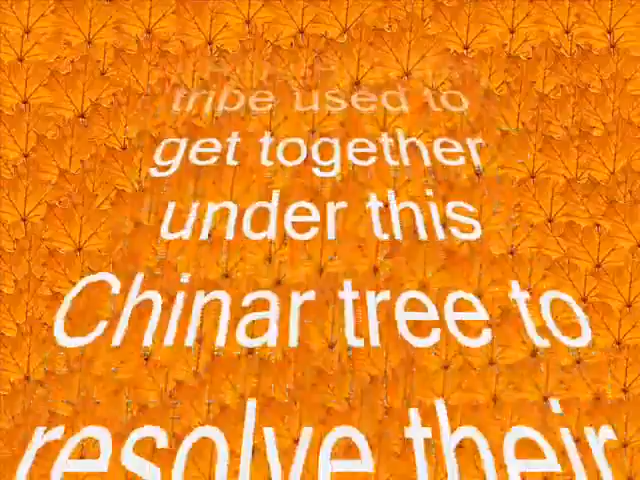 tribe used to
get together
under this
Chinar tree to
resolve their